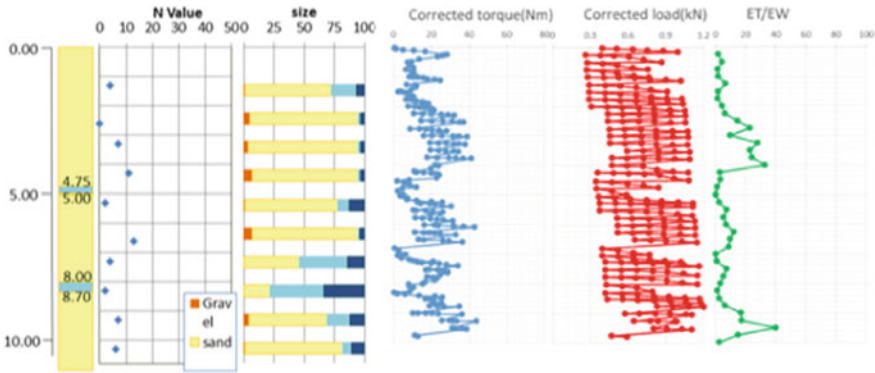 N Value
size
Corrected torque(Nm)
Corrected load(kN)
ET/EW
0 10 20 30 40 500 25 50 75 100
0 20 40 60 80
0.3 0.6 0.9 1.2
0 20 40 60 80 100
0.00
4.75
5.00
5.00
8.00
8.70
10.00
Grav
el
sand